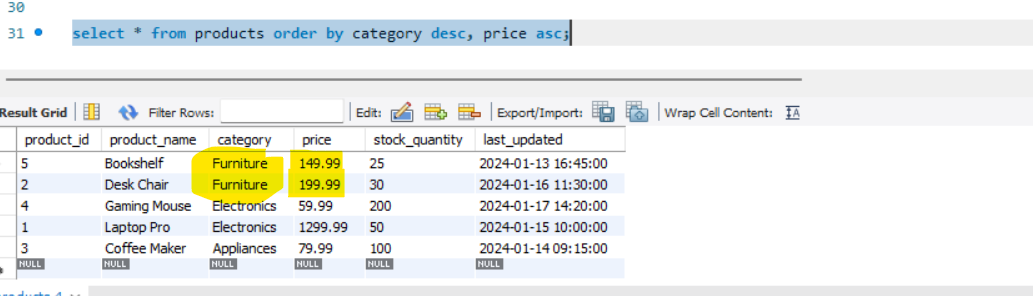 30
31 select * from products order by category desc, price asc;
Result Grid Filter Rows: Edit: Export/Import: Wrap Cell Content:
product_id product_name category price stock_quantity last_updated
5 Bookshelf Furniture 149.99 25 2024-01-13 16:45:00
2 Desk Chair Furniture 199.99 30 2024-01-16 11:30:00
4 Gaming Mouse Electronics 59.99 200 2024-01-17 14:20:00
1 Laptop Pro Electronics 1299.99 50 2024-01-15 10:00:00
3 Coffee Maker Appliances 79.99 100 2024-01-14 09:15:00
NULL NULL NULL NULL NULL NULL